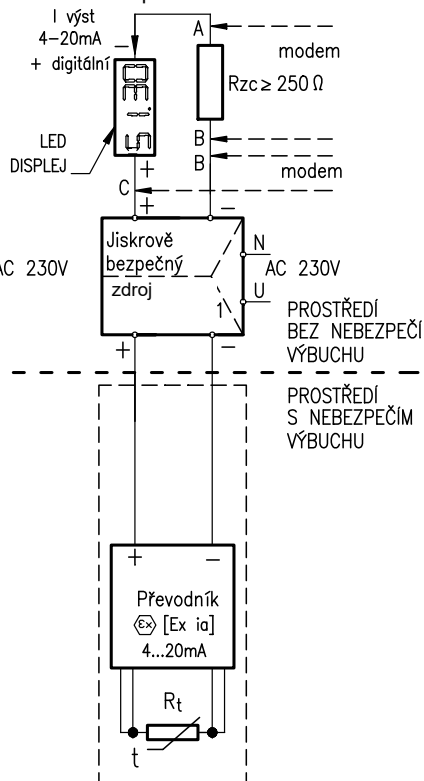 I výst
4–20mA
+ digitální
–
A
modem
Rzc ≥ 250 Ω
LED
DISPLEJ
B
B
+
modem
C
+
–
Jiskrově
bezpečný
zdroj
1
N
U
AC 230V
AC 230V
PROSTŘEDÍ
BEZ NEBEZPEČÍ
VÝBUCHU
+
–
PROSTŘEDÍ
S NEBEZPEČÍM
VÝBUCHU
+
–
Převodník
Ex [Ex ia]
4...20mA
Rt
t